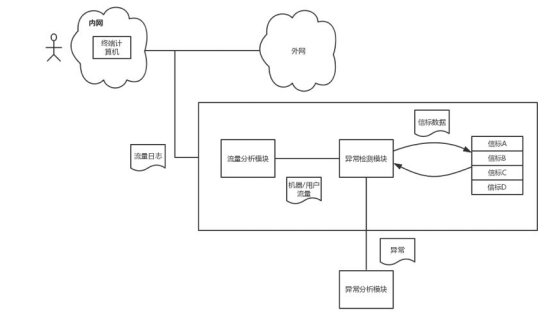 内网
终端计
算机
外网
信标数据
流量日志
流量分析模块
异常检测模块
信标A
信标B
信标C
信标D
机器/用户
流量
异常
异常分析模块